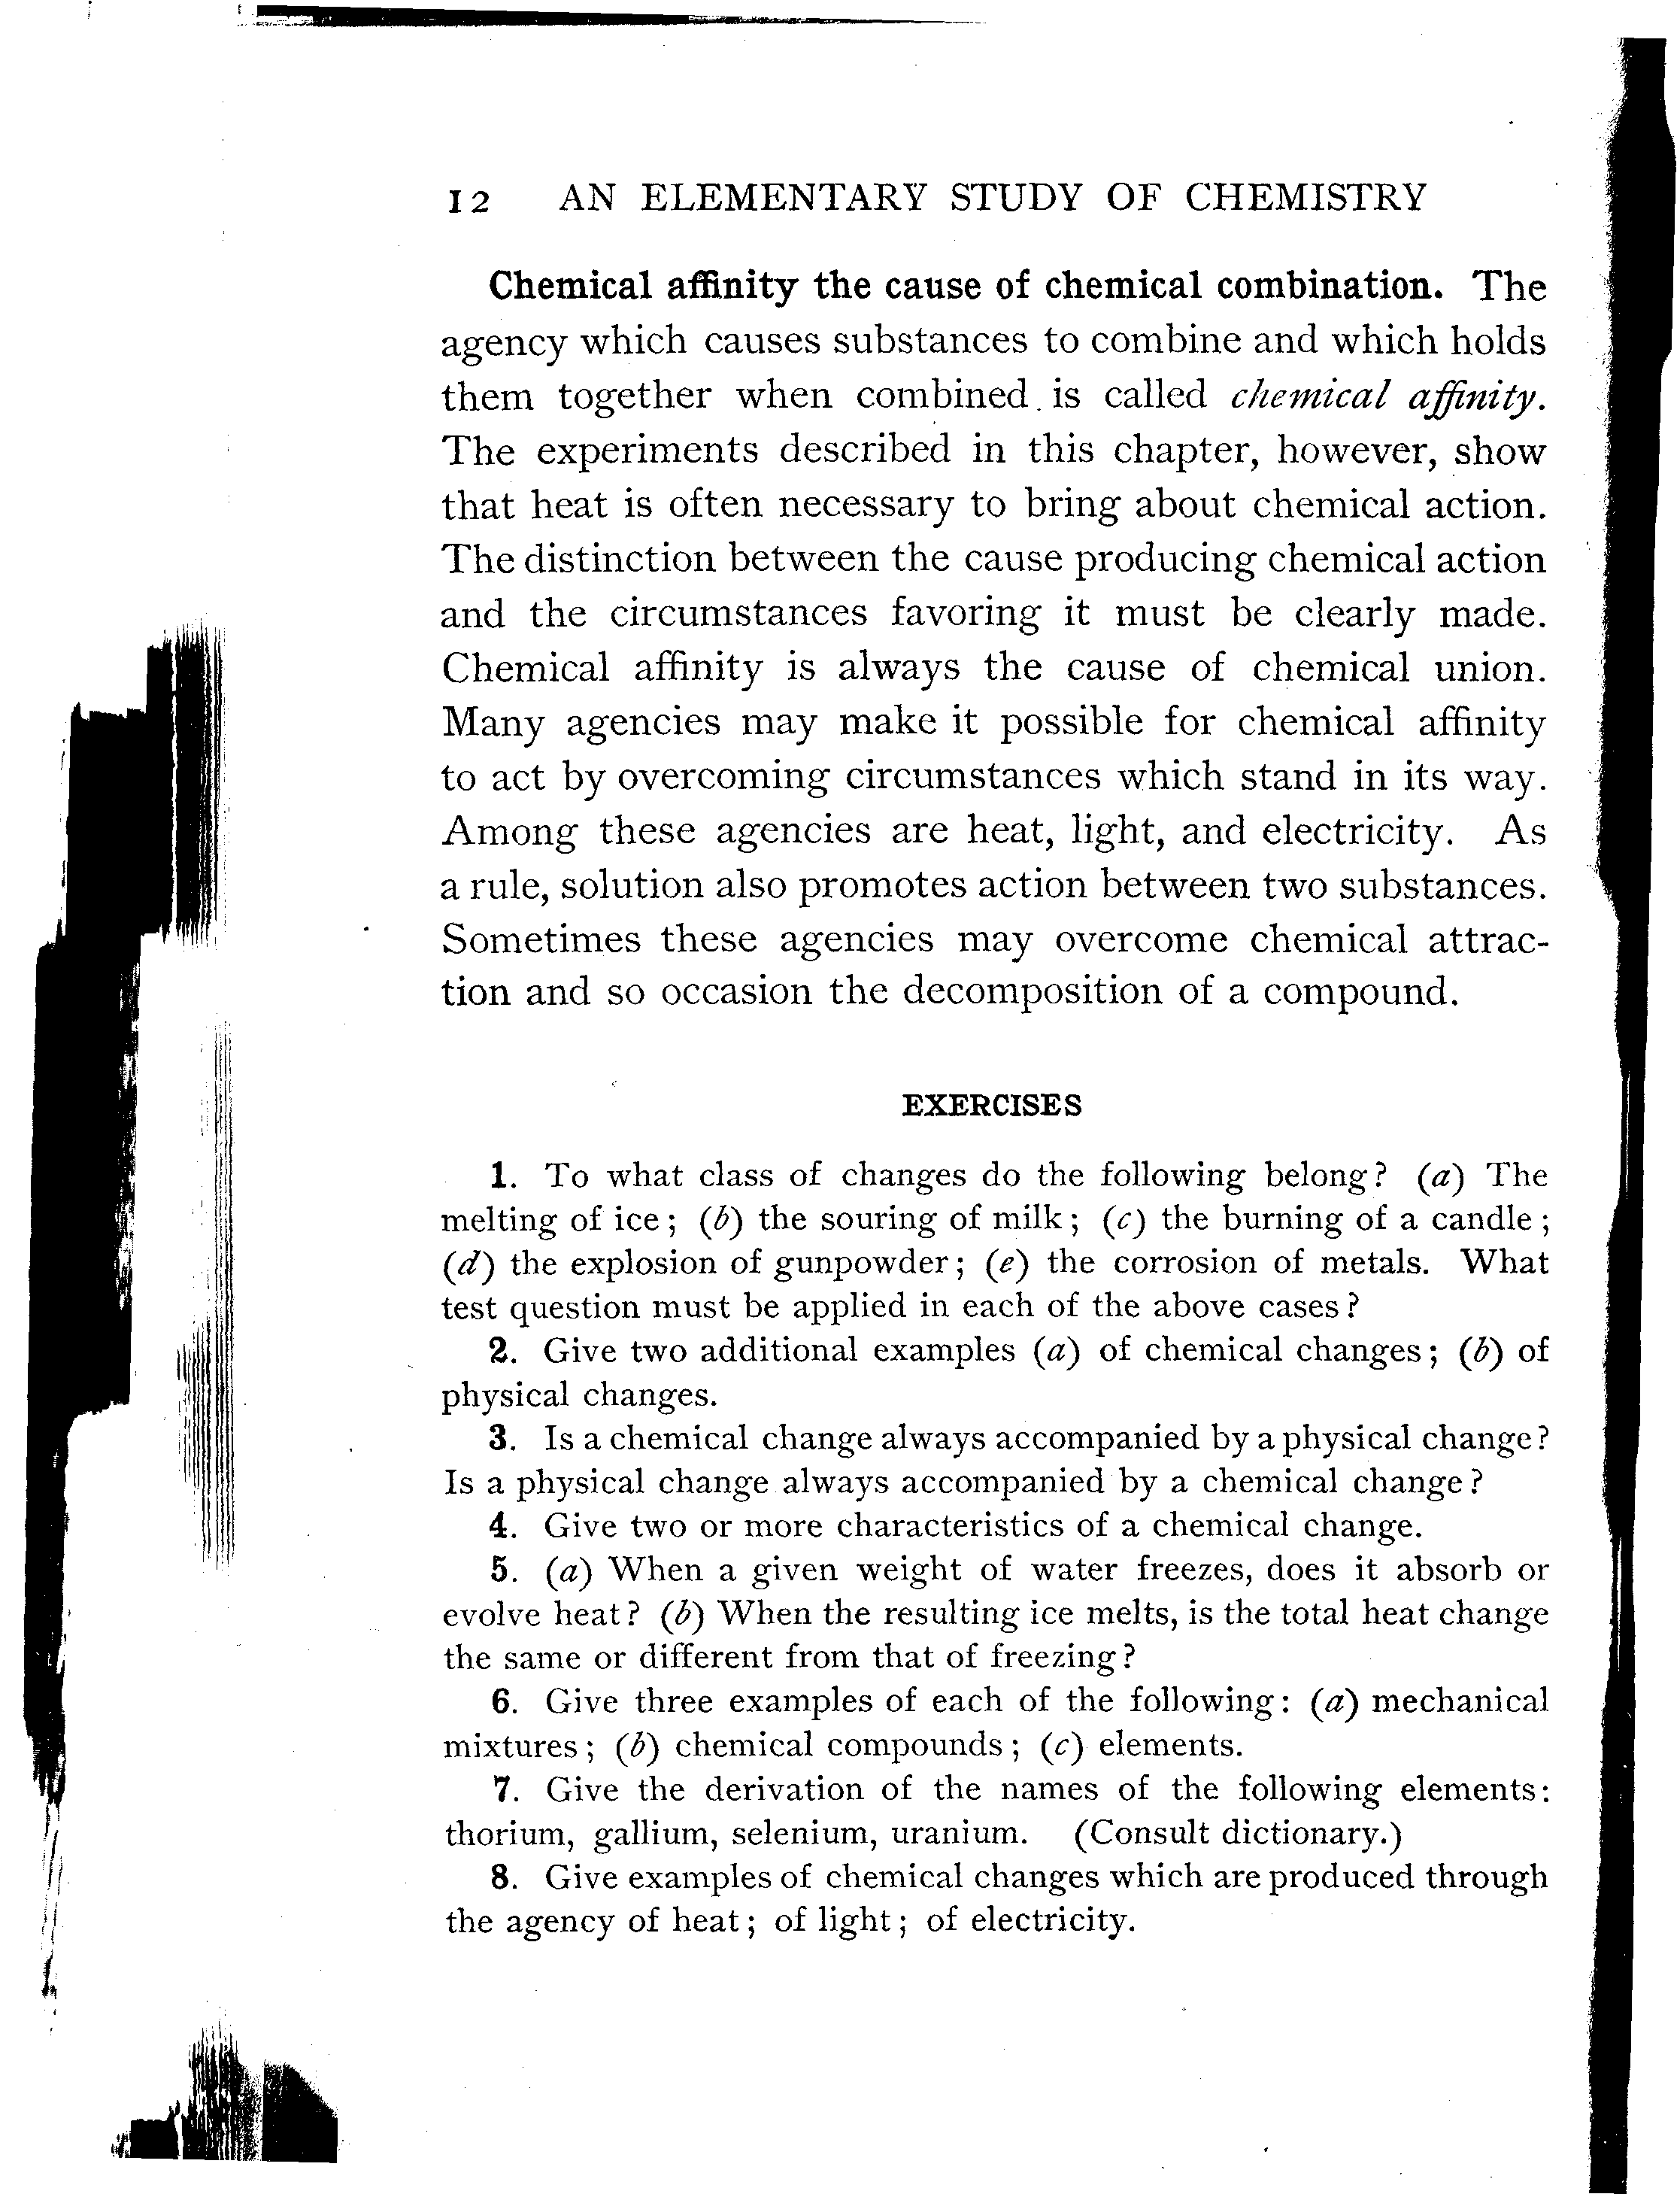 12 AN ELEMENTARY STUDY OF CHEMISTRY
Chemical affinity the cause of chemical combination. The
agency which causes substances to combine and which holds
them together when combined is called chemical affinity.
The experiments described in this chapter, however, show
that heat is often necessary to bring about chemical action.
The distinction between the cause producing chemical action
and the circumstances favoring it must be clearly made.
Chemical affinity is always the cause of chemical union.
Many agencies may make it possible for chemical affinity
to act by overcoming circumstances which stand in its way.
Among these agencies are heat, light, and electricity. As
a rule, solution also promotes action between two substances.
Sometimes these agencies may overcome chemical attrac-
tion and so occasion the decomposition of a compound.
EXERCISES
1. To what class of changes do the following belong? (a) The
melting of ice; (b) the souring of milk; (c) the burning of a candle;
(d) the explosion of gunpowder; (e) the corrosion of metals. What
test question must be applied in each of the above cases?
2. Give two additional examples (a) of chemical changes; (b) of
physical changes.
3. Is a chemical change always accompanied by a physical change?
Is a physical change always accompanied by a chemical change?
4. Give two or more characteristics of a chemical change.
5. (a) When a given weight of water freezes, does it absorb or
evolve heat? (b) When the resulting ice melts, is the total heat change
the same or different from that of freezing?
6. Give three examples of each of the following: (a) mechanical
mixtures; (b) chemical compounds; (c) elements.
7. Give the derivation of the names of the following elements:
thorium, gallium, selenium, uranium. (Consult dictionary.)
8. Give examples of chemical changes which are produced through
the agency of heat; of light; of electricity.